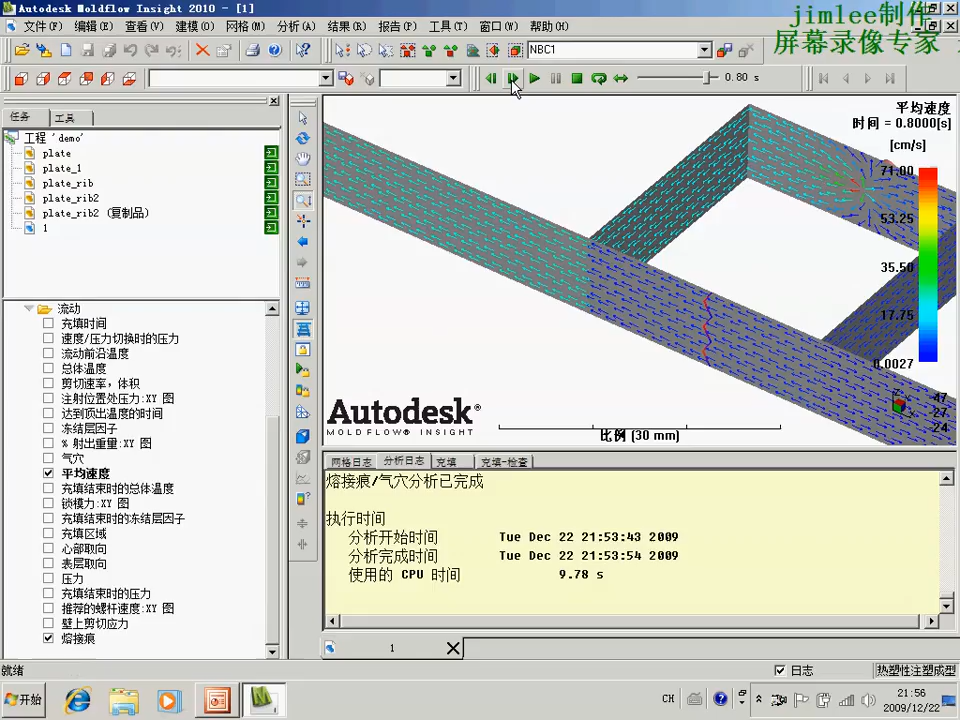 Autodesk Moldflow Insight 2010 - [1]
jimlee制作
屏幕录像专家
文件(F) 编辑(E) 查看(V) 建模(O) 网格(M) 分析(A) 结果(R) 报告(P) 工具(T) 窗口(W) 帮助(H)
NBC1
0.80 s
任务 工具
工程 'demo'
plate
plate_1
plate_rib
plate_rib2
plate_rib2 (复制品)
1
流动
充填时间
速度/压力切换时的压力
流动前沿温度
总体温度
剪切速率，体积
注射位置处压力:XY 图
达到顶出温度的时间
冻结层因子
% 射出重量:XY 图
气穴
平均速度
充填结束时的总体温度
锁模力:XY 图
充填结束时的冻结层因子
充填区域
心部取向
表层取向
压力
充填结束时的压力
推荐的螺杆速度:XY 图
壁上剪切应力
熔接痕
平均速度
时间 = 0.8000[s]
[cm/s]
71.00
53.25
35.50
17.75
0.0027
47
27
24
Autodesk®
MOLDFLOW® INSIGHT
比例 (30 mm)
网格日志 分析日志 充填 充填-检查
熔接痕/气穴分析已完成
执行时间
分析开始时间 Tue Dec 22 21:53:43 2009
分析完成时间 Tue Dec 22 21:53:54 2009
使用的 CPU 时间 9.78 s
1
就绪
日志
热塑性注塑成型
开始
CH
21:56
2009/12/22